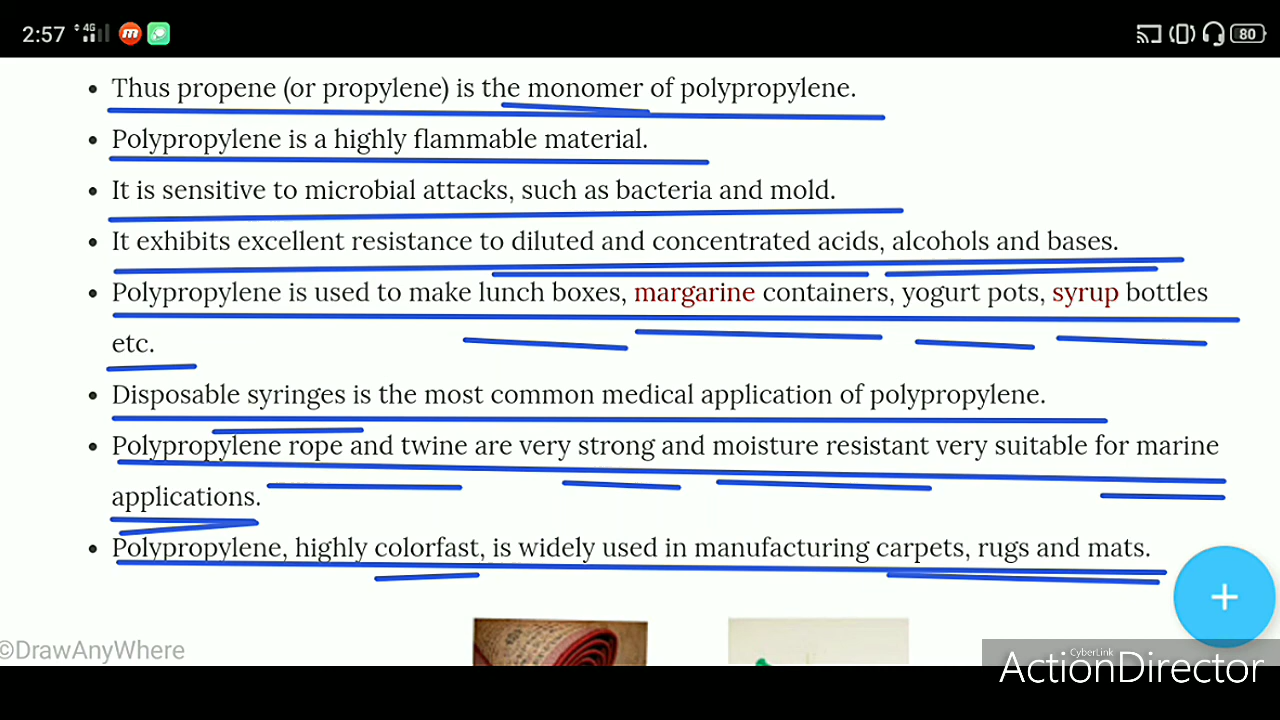 2:57 4G m 80
• Thus propene (or propylene) is the monomer of polypropylene.
• Polypropylene is a highly flammable material.
• It is sensitive to microbial attacks, such as bacteria and mold.
• It exhibits excellent resistance to diluted and concentrated acids, alcohols and bases.
• Polypropylene is used to make lunch boxes, margarine containers, yogurt pots, syrup bottles
etc.
• Disposable syringes is the most common medical application of polypropylene.
• Polypropylene rope and twine are very strong and moisture resistant very suitable for marine
applications.
• Polypropylene, highly colorfast, is widely used in manufacturing carpets, rugs and mats.
+
©DrawAnyWhere
CyberLink
ActionDirector